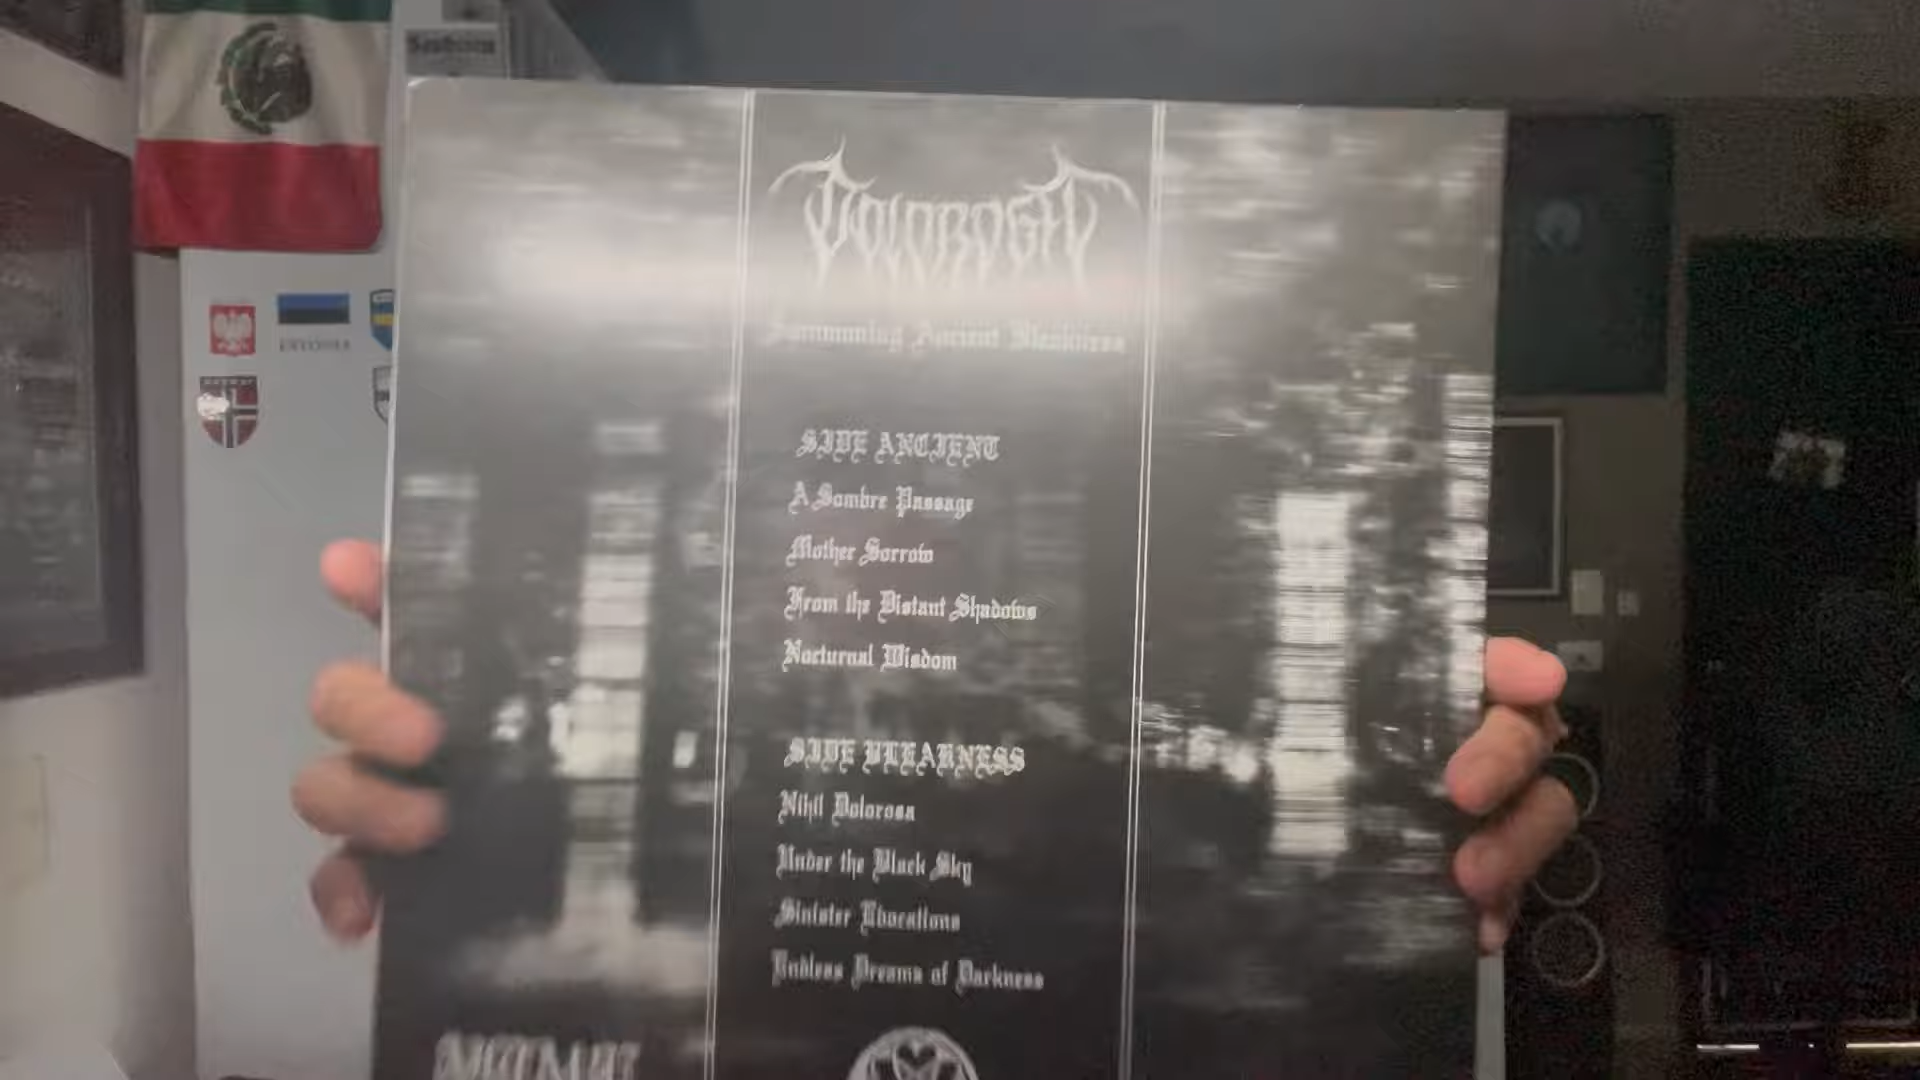 DOLOROSA
Summoning Ancient Bleakness
SIDE ANCIENT
A Sombre Passage
Mother Sorrow
From the Distant Shadows
Nocturnal Wisdom
SIDE BLEAKNESS
Nihil Dolorosa
Under the Black Sky
Sinister Evocations
Endless Dreams of Darkness